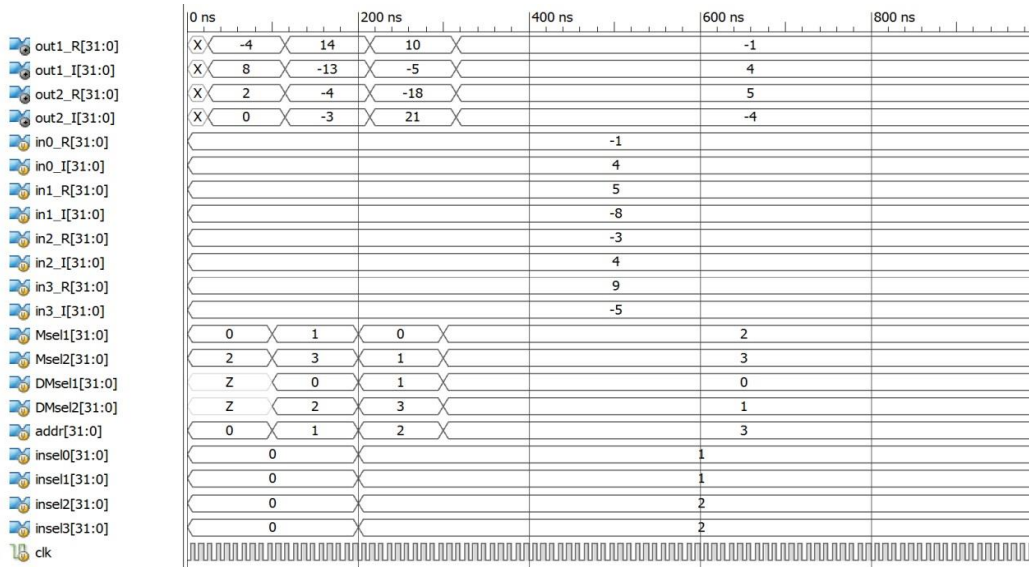 0 ns 200 ns 400 ns 600 ns 800 ns
out1_R[31:0] X -4 14 10 -1
out1_I[31:0] X 8 -13 -5 4
out2_R[31:0] X 2 -4 -18 5
out2_I[31:0] X 0 -3 21 -4
in0_R[31:0] -1
in0_I[31:0] 4
in1_R[31:0] 5
in1_I[31:0] -8
in2_R[31:0] -3
in2_I[31:0] 4
in3_R[31:0] 9
in3_I[31:0] -5
Msel1[31:0] 0 1 0 2
Msel2[31:0] 2 3 1 3
DMsel1[31:0] Z 0 1 0
DMsel2[31:0] Z 2 3 1
addr[31:0] 0 1 2 3
insel0[31:0] 0 1
insel1[31:0] 0 1
insel2[31:0] 0 2
insel3[31:0] 0 2
clk